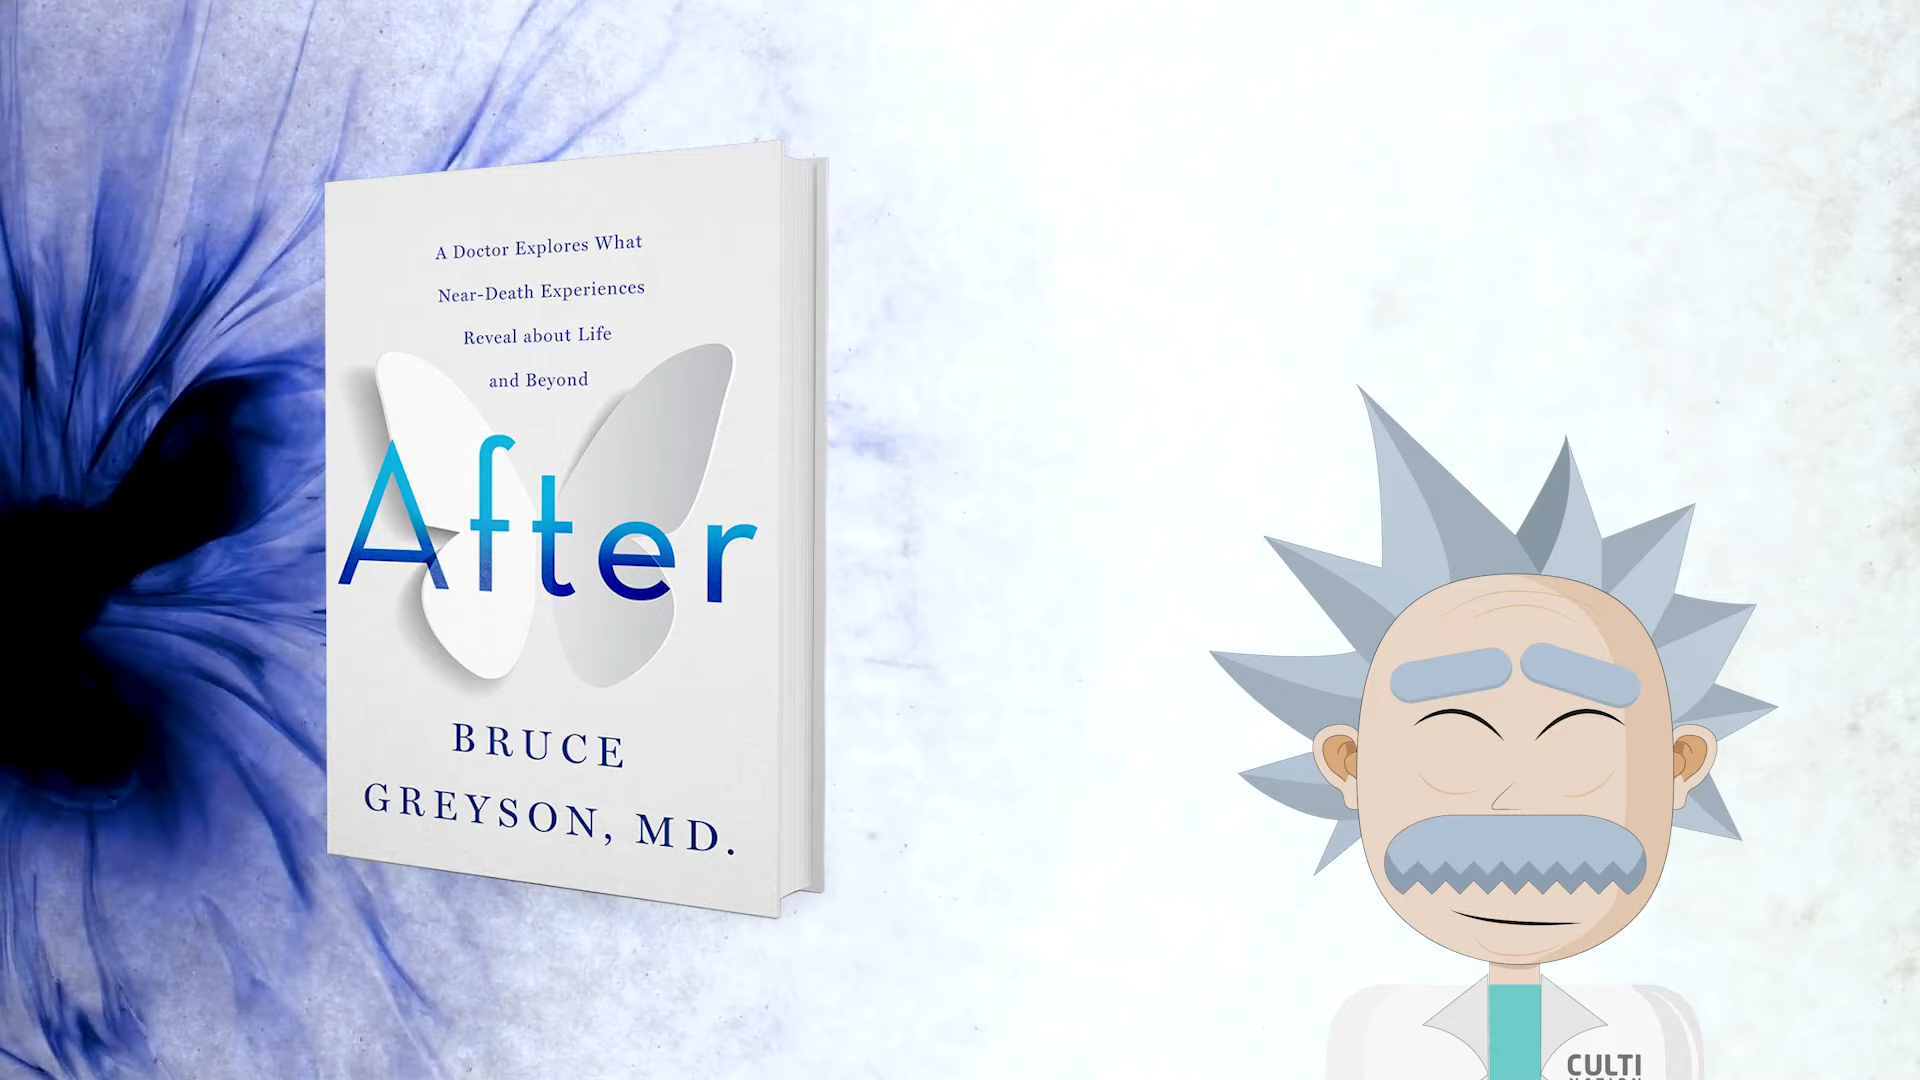 A Doctor Explores What
Near-Death Experiences
Reveal about Life
and Beyond
After
BRUCE
GREYSON, MD.
CULTI